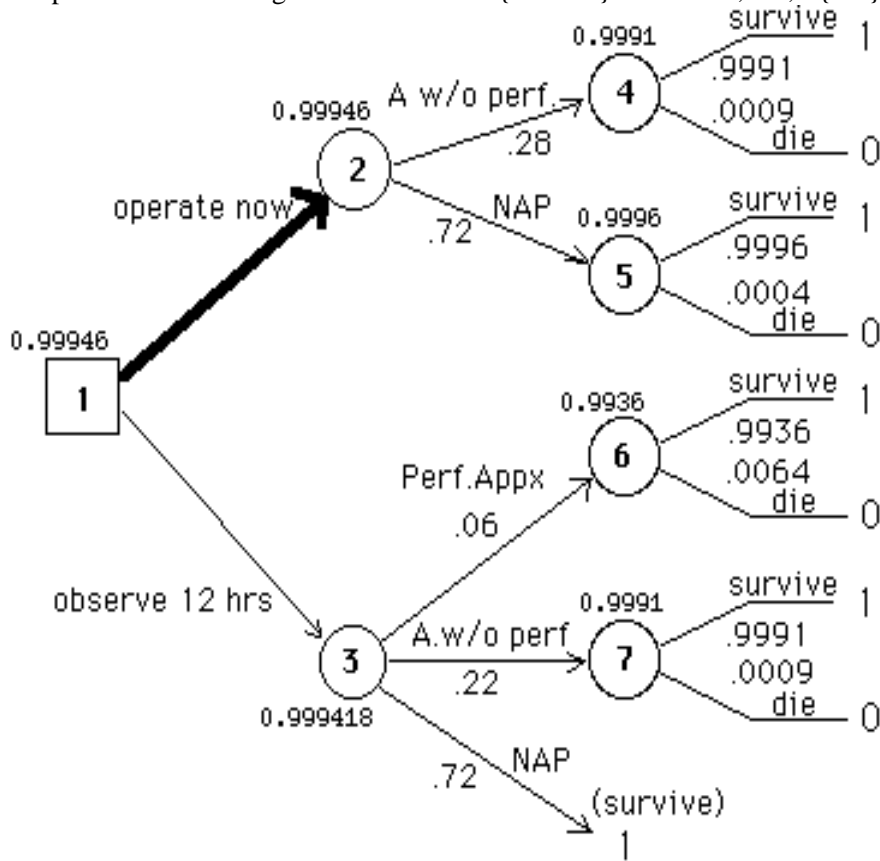 survive 1
0.9991
.9991
4
A w/o perf.
.0009
0.99946
.28
die 0
2
survive 1
NAP
0.9996
operate now
.72
.9996
5
.0004
die 0
0.99946
1
survive 1
0.9936
.9936
6
Perf.Appx
.0064
die 0
.06
survive 1
observe 12 hrs
0.9991
A.w/o perf
.9991
3
7
.22
.0009
0.999418
die 0
NAP
.72
(survive)
1